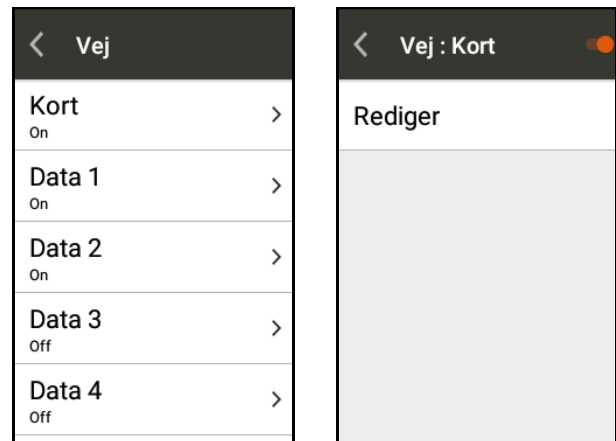 Vej
Kort
On
Data 1
On
Data 2
On
Data 3
Off
Data 4
Off
Vej : Kort
Rediger